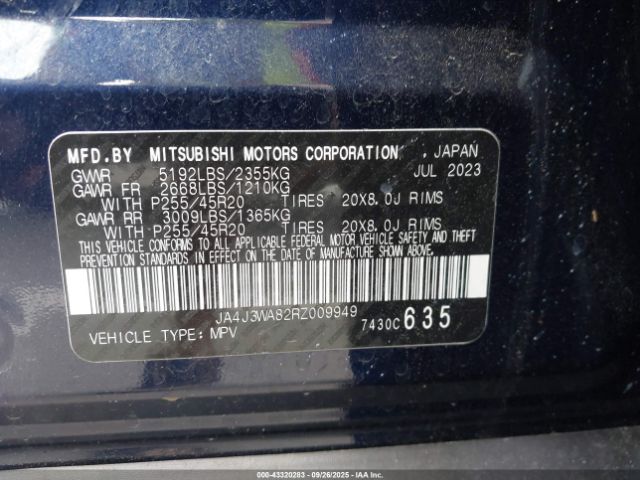 MFD.BY MITSUBISHI MOTORS CORPORATION , JAPAN
GVWR 5192LBS/2355KG JUL 2023
GAWR FR 2668LBS/1210KG
WITH P255/45R20 TIRES 20X8.0J RIMS
GAWR RR 3009LBS/1365KG
WITH P255/45R20 TIRES 20X8.0J RIMS
THIS VEHICLE CONFORMS TO ALL APPLICABLE FEDERAL MOTOR VEHICLE SAFETY AND THEFT
PREVENTION STANDARDS IN EFFECT ON THE DATE OF MANUFACTURE SHOWN ABOVE.
JA4J3WA82RZ009949
VEHICLE TYPE: MPV 7430C 635
000-43320283 - 09/26/2025 - IAAI.COM